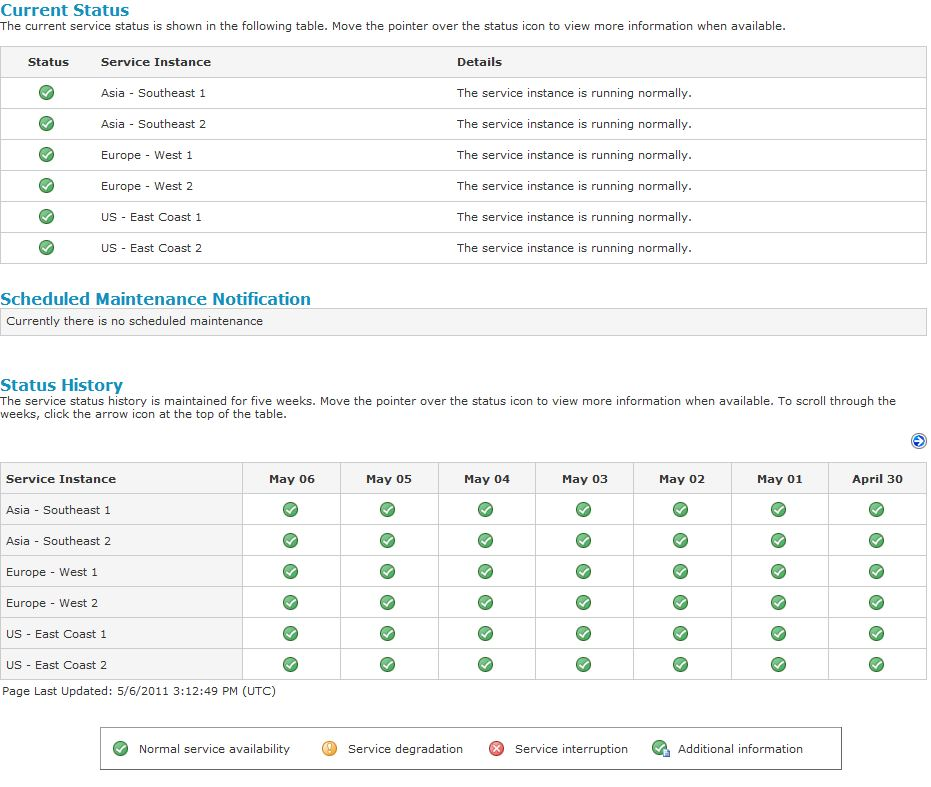 Current Status
The current service status is shown in the following table. Move the pointer over the status icon to view more information when available.
Status Service Instance Details
Asia - Southeast 1 The service instance is running normally.
Asia - Southeast 2 The service instance is running normally.
Europe - West 1 The service instance is running normally.
Europe - West 2 The service instance is running normally.
US - East Coast 1 The service instance is running normally.
US - East Coast 2 The service instance is running normally.
Scheduled Maintenance Notification
Currently there is no scheduled maintenance
Status History
The service status history is maintained for five weeks. Move the pointer over the status icon to view more information when available. To scroll through the
weeks, click the arrow icon at the top of the table.
Service Instance May 06 May 05 May 04 May 03 May 02 May 01 April 30
Asia - Southeast 1
Asia - Southeast 2
Europe - West 1
Europe - West 2
US - East Coast 1
US - East Coast 2
Page Last Updated: 5/6/2011 3:12:49 PM (UTC)
Normal service availability Service degradation Service interruption Additional information